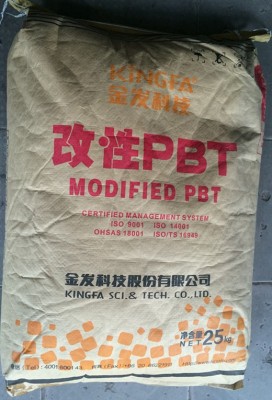 KINGFA
金发科技
改性PBT
MODIFIED PBT
CERTIFIED MANAGEMENT SYSTEM
ISO 9001 ISO 14001
OHSAS 18001 ISO/TS 16949
金发科技股份有限公司
KINGFA SCI.& TECH. CO.,LTD.
净含量 25kg
NET